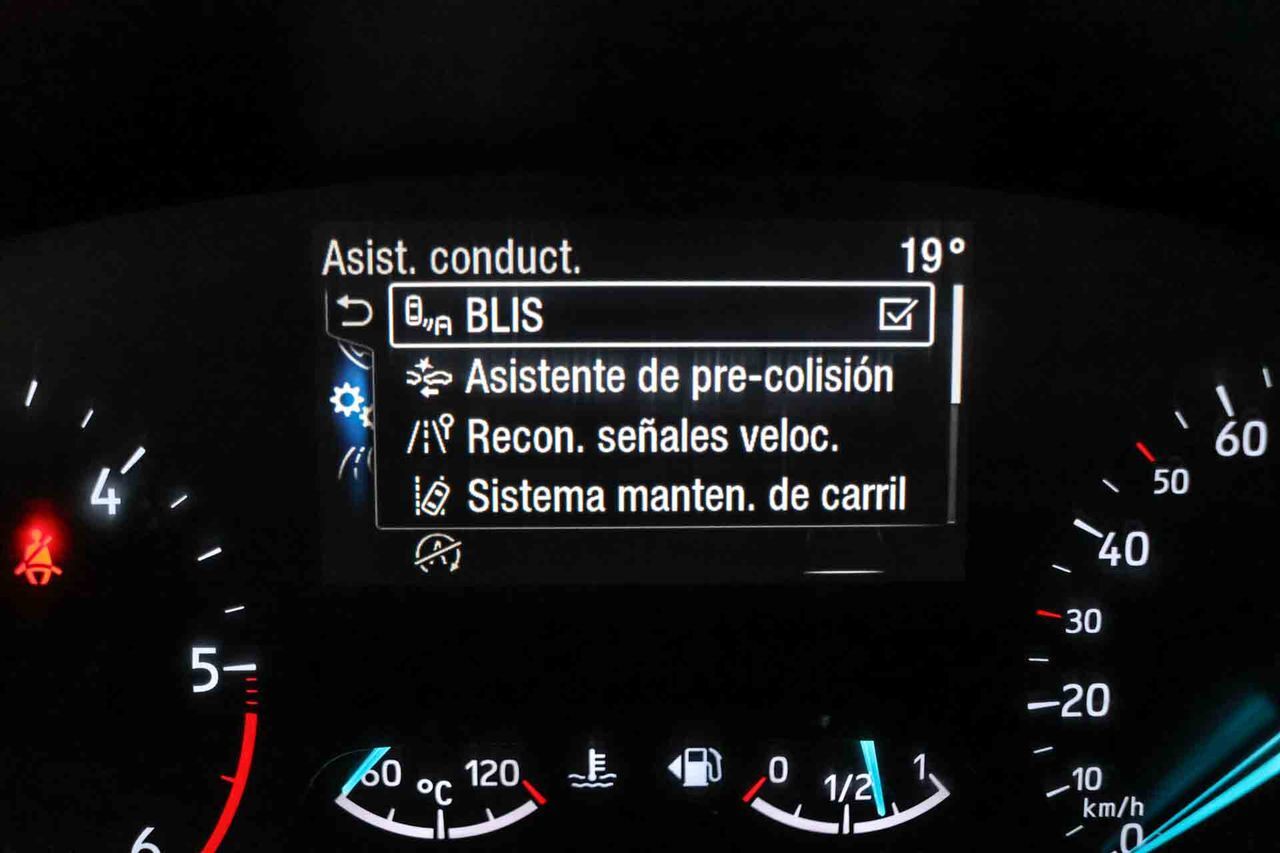 Asist. conduct. 19°
BLIS
Asistente de pre-colisión
Recon. señales veloc.
Sistema manten. de carril
4
5
6
60
50
40
30
20
10
km/h
0
60 °C 120
0 1/2 1